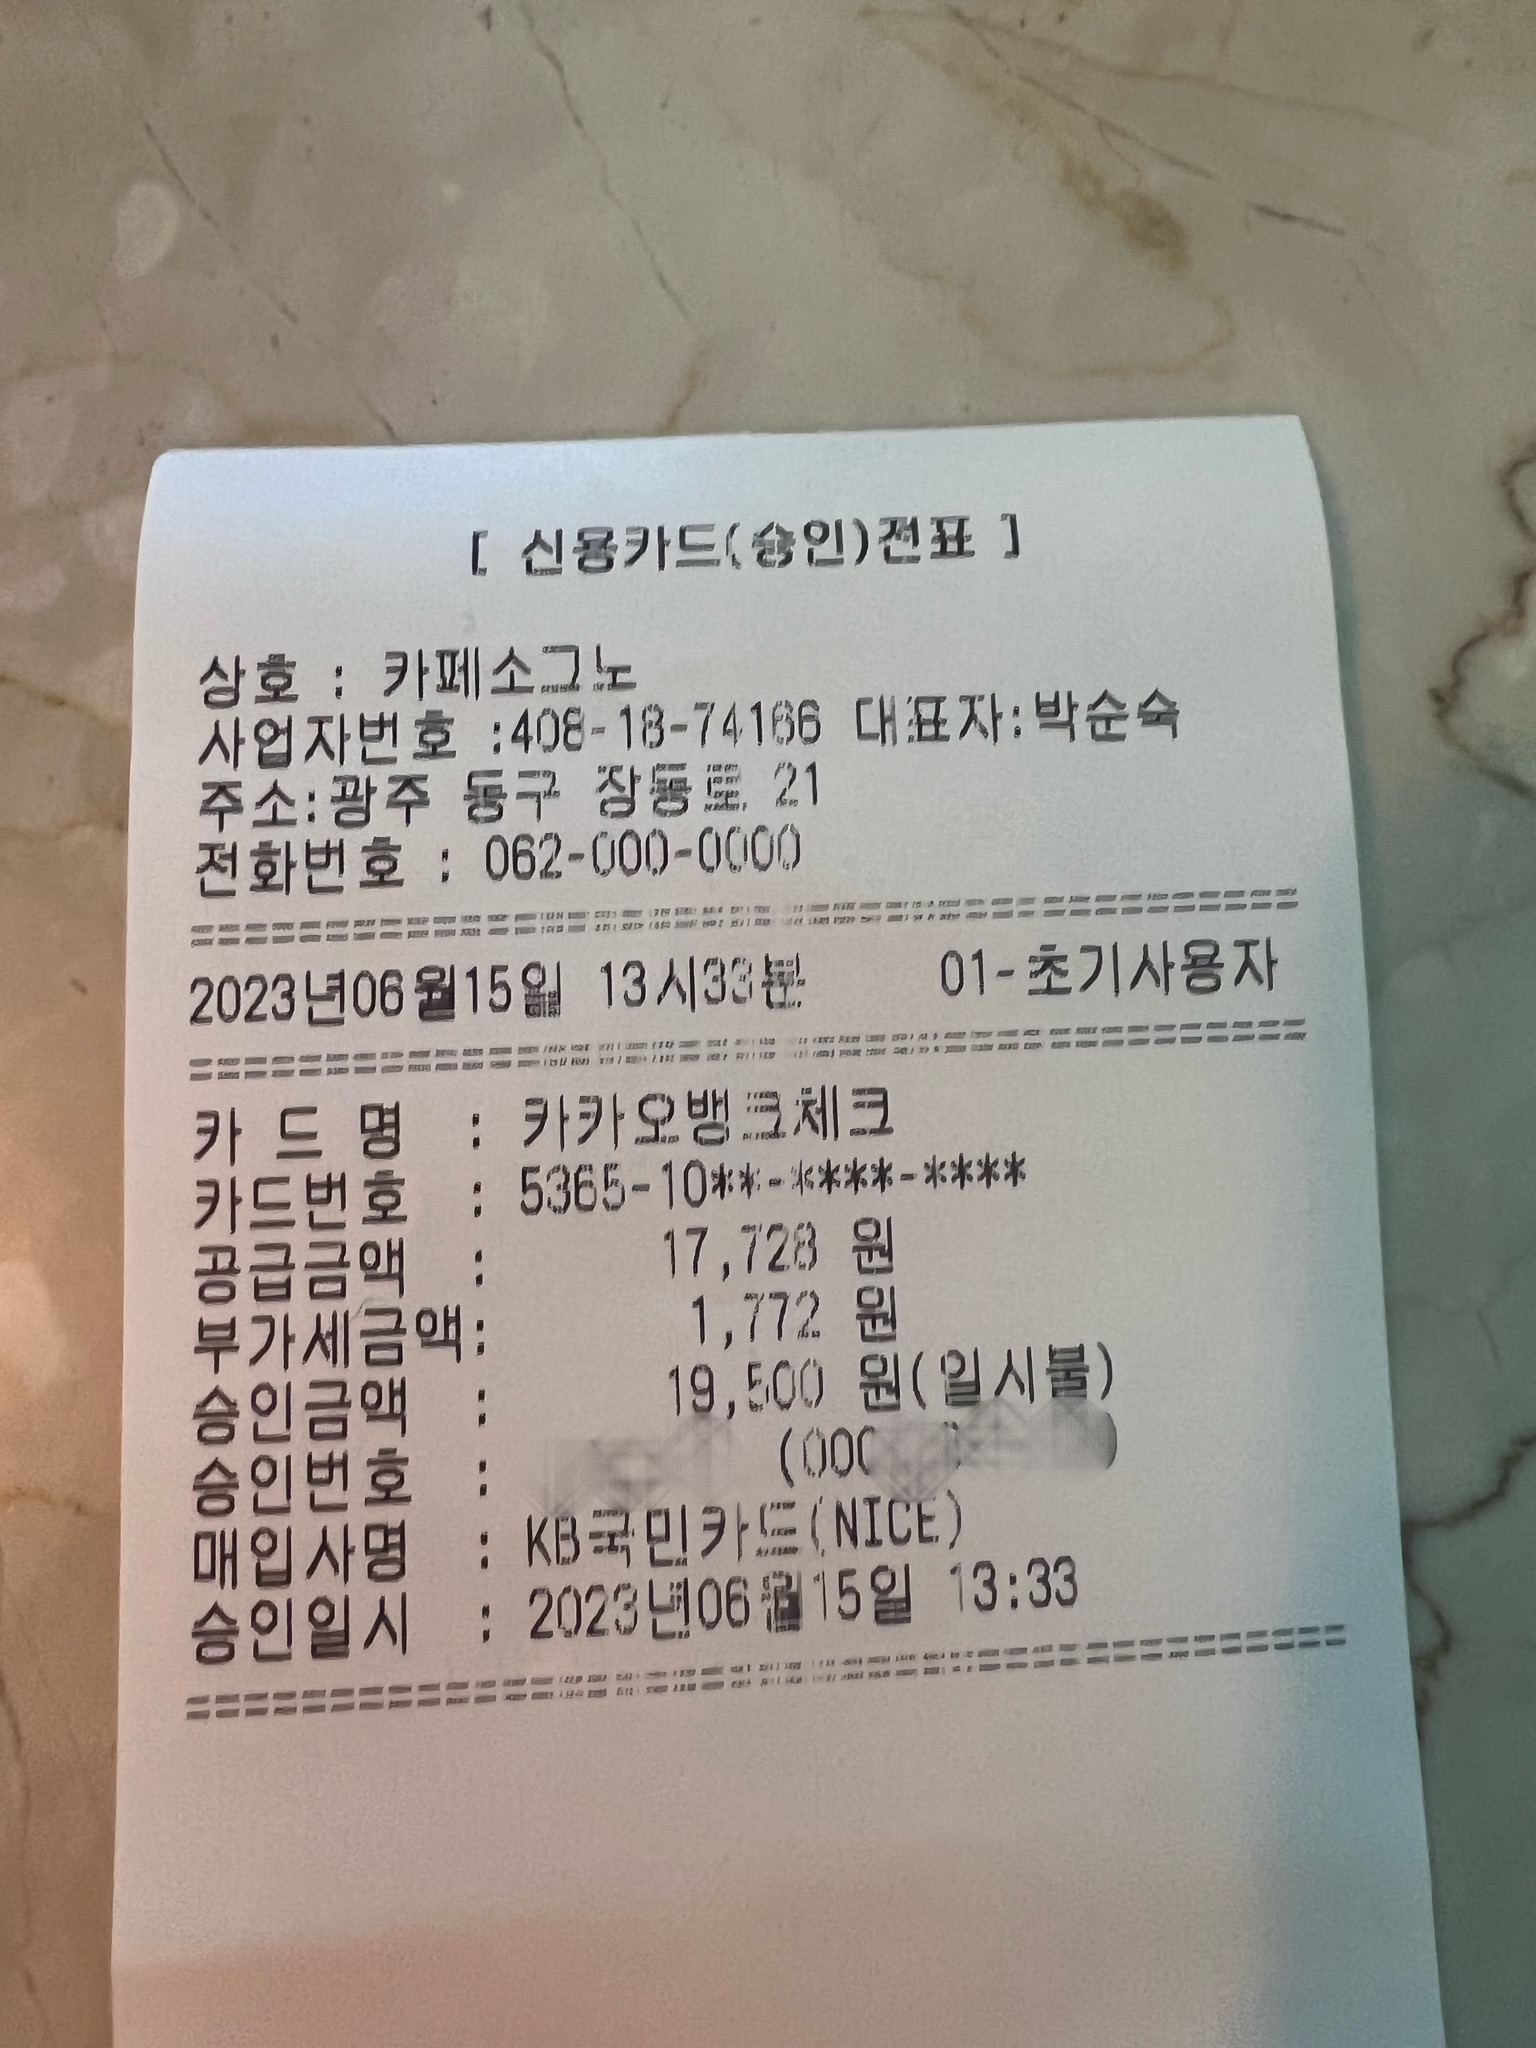 [ 신용카드(승인)전표 ]
상호 : 카페소그노
사업자번호 :408-18-74166 대표자:박순숙
주소:광주 동구 장동로 21
전화번호 : 062-000-0000
2023년06월15일 13시33분 01-초기사용자
카 드 명 : 카카오뱅크체크
카드번호 : 5365-10**-****-****
공급금액 : 17,728 원
부가세금액: 1,772 원
승인금액 : 19,500 원(일시불)
승인번호 : (000
매입사명 : KB국민카드(NICE)
승인일시 : 2023년06월15일 13:33